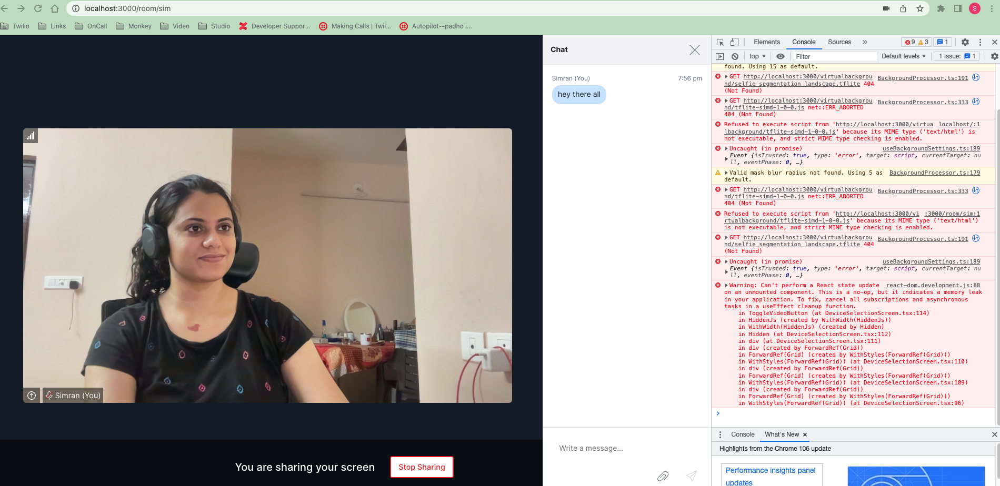 localhost:3000/room/sim
S
Twilio
Links
OnCall
Monkey
Video
Studio
Developer Suppor...
Making Calls | Twil...
Autopilot--padho i...
Simran (You)
You are sharing your screen
Stop Sharing
Chat
Simran (You) 7:56 pm
hey there all
Write a message...
Elements Console Sources » 9 3 1
top Filter Default levels 1 Issue: 1
found. Using 15 as default.
GET http://localhost:3000/virtualbackgrou BackgroundProcessor.ts:191
nd/selfie_segmentation_landscape.tflite 404
(Not Found)
GET http://localhost:3000/virtualbackgrou BackgroundProcessor.ts:333
nd/tflite-simd-1-0-0.js net::ERR_ABORTED
404 (Not Found)
Refused to execute script from 'http://localhost:3000/virtua localhost/:1
lbackground/tflite-simd-1-0-0.js' because its MIME type ('text/html') is
not executable, and strict MIME type checking is enabled.
Uncaught (in promise) useBackgroundSettings.ts:189
Event {isTrusted: true, type: 'error', target: script, currentTarget: nu
ll, eventPhase: 0, …}
Valid mask blur radius not found. Using 5 as BackgroundProcessor.ts:179
default.
GET http://localhost:3000/virtualbackgrou BackgroundProcessor.ts:333
nd/tflite-simd-1-0-0.js net::ERR_ABORTED
404 (Not Found)
Refused to execute script from 'http://localhost:3000/vi :3000/room/sim:1
rtualbackground/tflite-simd-1-0-0.js' because its MIME type ('text/html')
is not executable, and strict MIME type checking is enabled.
GET http://localhost:3000/virtualbackgrou BackgroundProcessor.ts:191
nd/selfie_segmentation_landscape.tflite 404
(Not Found)
Uncaught (in promise) useBackgroundSettings.ts:189
Event {isTrusted: true, type: 'error', target: script, currentTarget: nu
ll, eventPhase: 0, …}
Warning: Can't perform a React state update react-dom.development.js:88
on an unmounted component. This is a no-op, but it indicates a memory leak
in your application. To fix, cancel all subscriptions and asynchronous
tasks in a useEffect cleanup function.
in ToggleVideoButton (at DeviceSelectionScreen.tsx:114)
in HiddenJs (created by WithWidth(HiddenJs))
in WithWidth(HiddenJs) (created by Hidden)
in Hidden (at DeviceSelectionScreen.tsx:112)
in div (at DeviceSelectionScreen.tsx:111)
in div (created by ForwardRef(Grid))
in ForwardRef(Grid) (created by WithStyles(ForwardRef(Grid)))
in WithStyles(ForwardRef(Grid)) (at DeviceSelectionScreen.tsx:110)
in div (created by ForwardRef(Grid))
in ForwardRef(Grid) (created by WithStyles(ForwardRef(Grid)))
in WithStyles(ForwardRef(Grid)) (at DeviceSelectionScreen.tsx:109)
in div (created by ForwardRef(Grid))
in ForwardRef(Grid) (created by WithStyles(ForwardRef(Grid)))
in WithStyles(ForwardRef(Grid)) (at DeviceSelectionScreen.tsx:96)
Console What's New
Highlights from the Chrome 106 update
Performance insights panel
updates